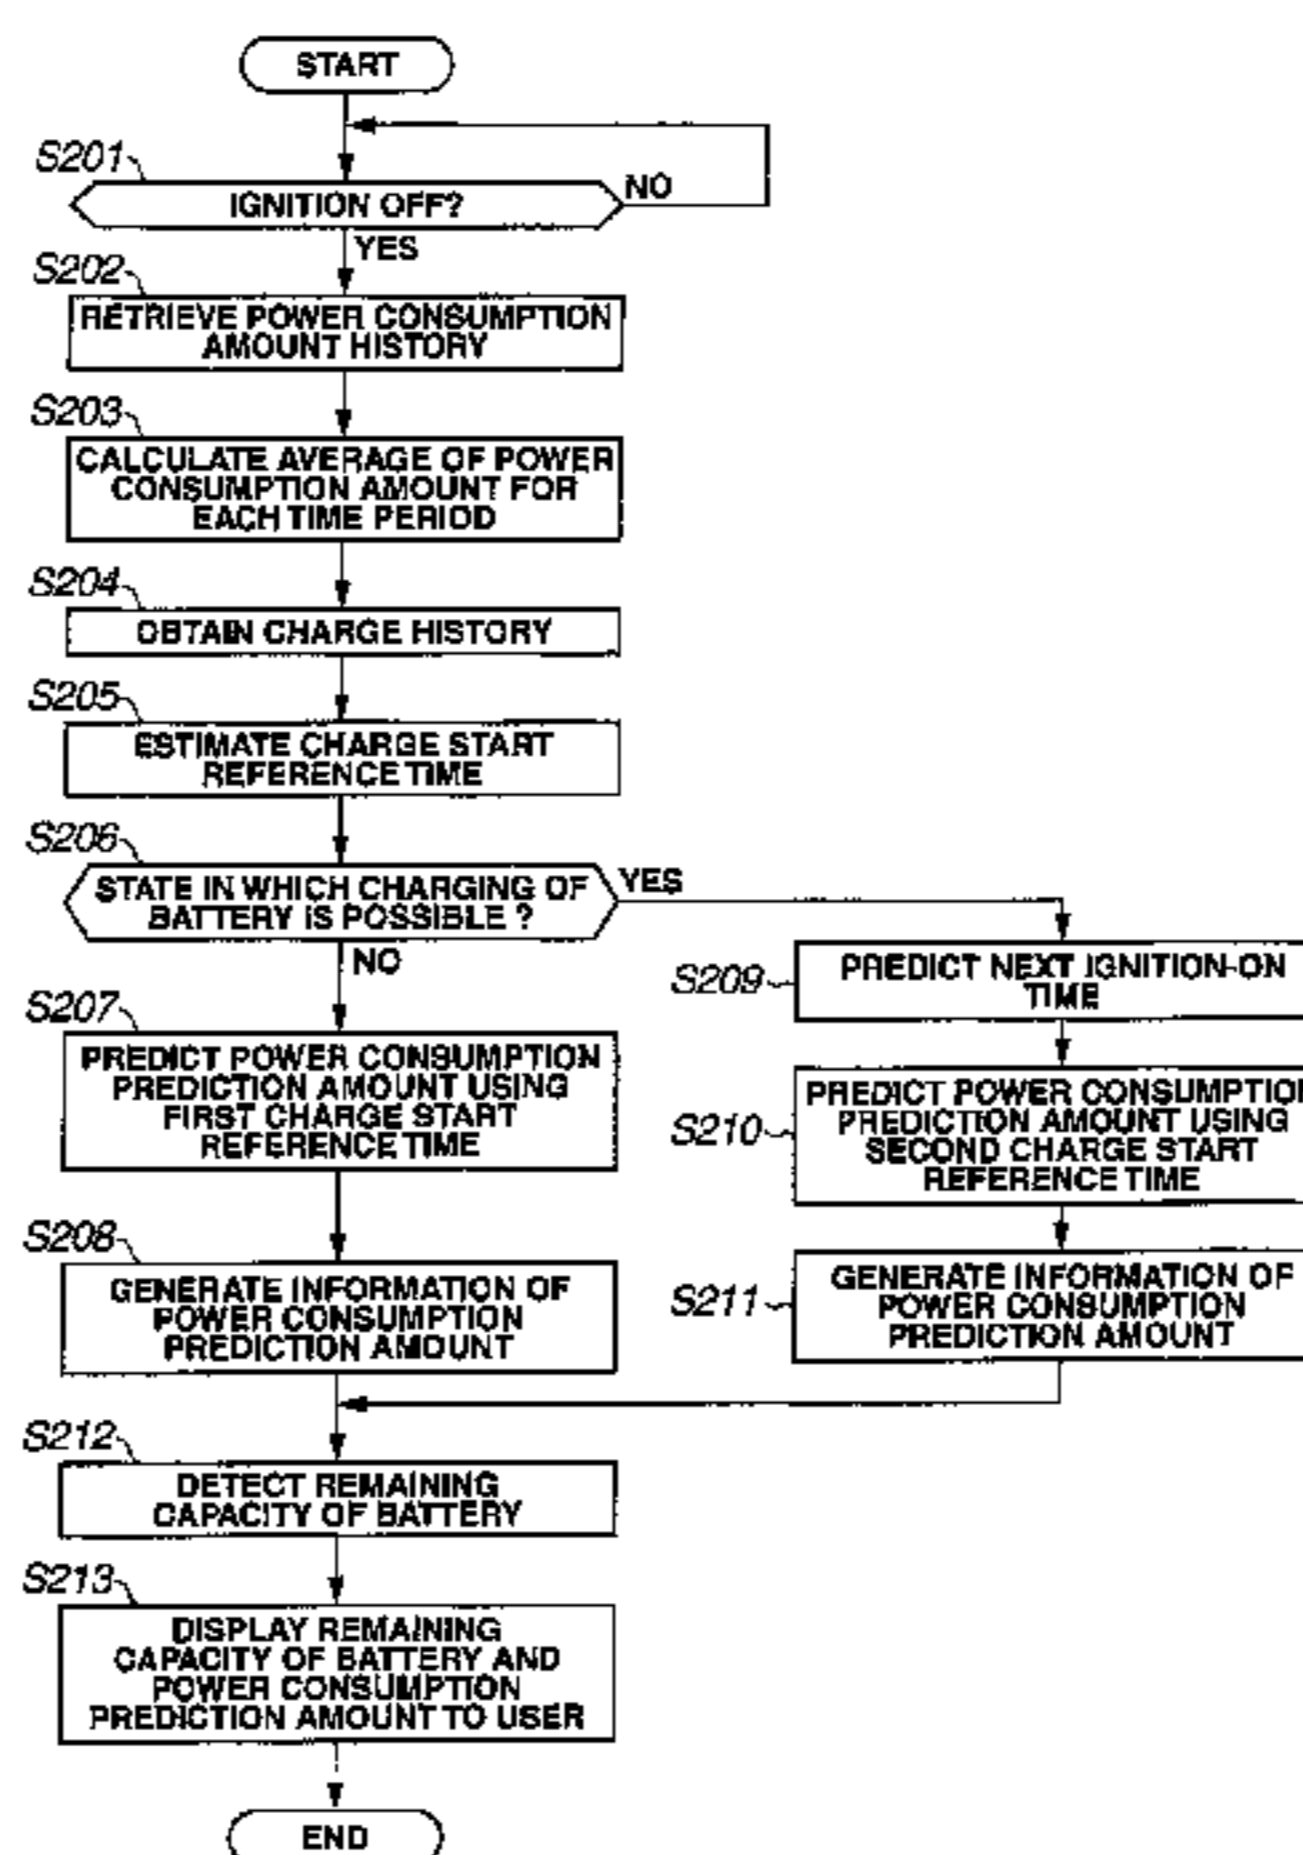 START
S201
IGNITION OFF?
NO
YES
S202
RETRIEVE POWER CONSUMPTION
AMOUNT HISTORY
S203
CALCULATE AVERAGE OF POWER
CONSUMPTION AMOUNT FOR
EACH TIME PERIOD
S204
OBTAIN CHARGE HISTORY
S205
ESTIMATE CHARGE START
REFERENCE TIME
S206
STATE IN WHICH CHARGING OF
BATTERY IS POSSIBLE ?
YES
NO
S207
PREDICT POWER CONSUMPTION
PREDICTION AMOUNT USING
FIRST CHARGE START
REFERENCE TIME
S208
GENERATE INFORMATION OF
POWER CONSUMPTION
PREDICTION AMOUNT
S209
PREDICT NEXT IGNITION-ON
TIME
S210
PREDICT POWER CONSUMPTION
PREDICTION AMOUNT USING
SECOND CHARGE START
REFERENCE TIME
S211
GENERATE INFORMATION OF
POWER CONSUMPTION
PREDICTION AMOUNT
S212
DETECT REMAINING
CAPACITY OF BATTERY
S213
DISPLAY REMAINING
CAPACITY OF BATTERY AND
POWER CONSUMPTION
PREDICTION AMOUNT TO USER
END